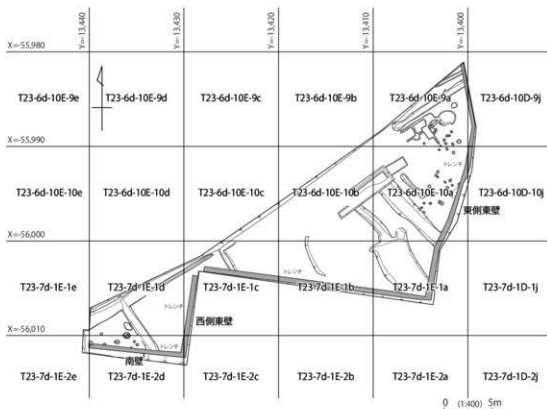 Y=-13,440 Y=-13,430 Y=-13,420 Y=-13,410 Y=-13,400
X=-55,980
T23-6d-10E-9e T23-6d-10E-9d T23-6d-10E-9c T23-6d-10E-9b T23-6d-10E-9a T23-6d-10D-9j
X=-55,990
トレンチ
T23-6d-10E-10e T23-6d-10E-10d T23-6d-10E-10c T23-6d-10E-10b T23-6d-10E-10a T23-6d-10D-10j
東側東壁
X=-56,000
トレンチ トレンチ
T23-7d-1E-1e T23-7d-1E-1d T23-7d-1E-1c T23-7d-1E-1b T23-7d-1E-1a T23-7d-1D-1j
トレンチ
西側東壁
X=-56,010
トレンチ
南壁
T23-7d-1E-2e T23-7d-1E-2d T23-7d-1E-2c T23-7d-1E-2b T23-7d-1E-2a T23-7d-1D-2j
0 (1:400) 5m